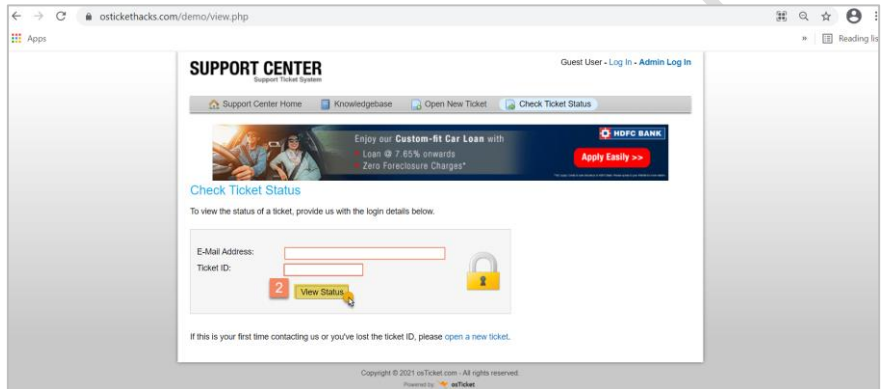 ostickethacks.com/demo/view.php
Apps
»
Reading lis
SUPPORT CENTER
Support Ticket System
Guest User - Log In - Admin Log In
Support Center Home Knowledgebase Open New Ticket Check Ticket Status
Enjoy our Custom-fit Car Loan with
Loan @ 7.65% onwards
Zero Foreclosure Charges*
HDFC BANK
Apply Easily >>
Check Ticket Status
To view the status of a ticket, provide us with the login details below.
E-Mail Address:
Ticket ID:
2
View Status
If this is your first time contacting us or you've lost the ticket ID, please open a new ticket.
Copyright © 2021 osTicket.com - All rights reserved.
Powered by osTicket